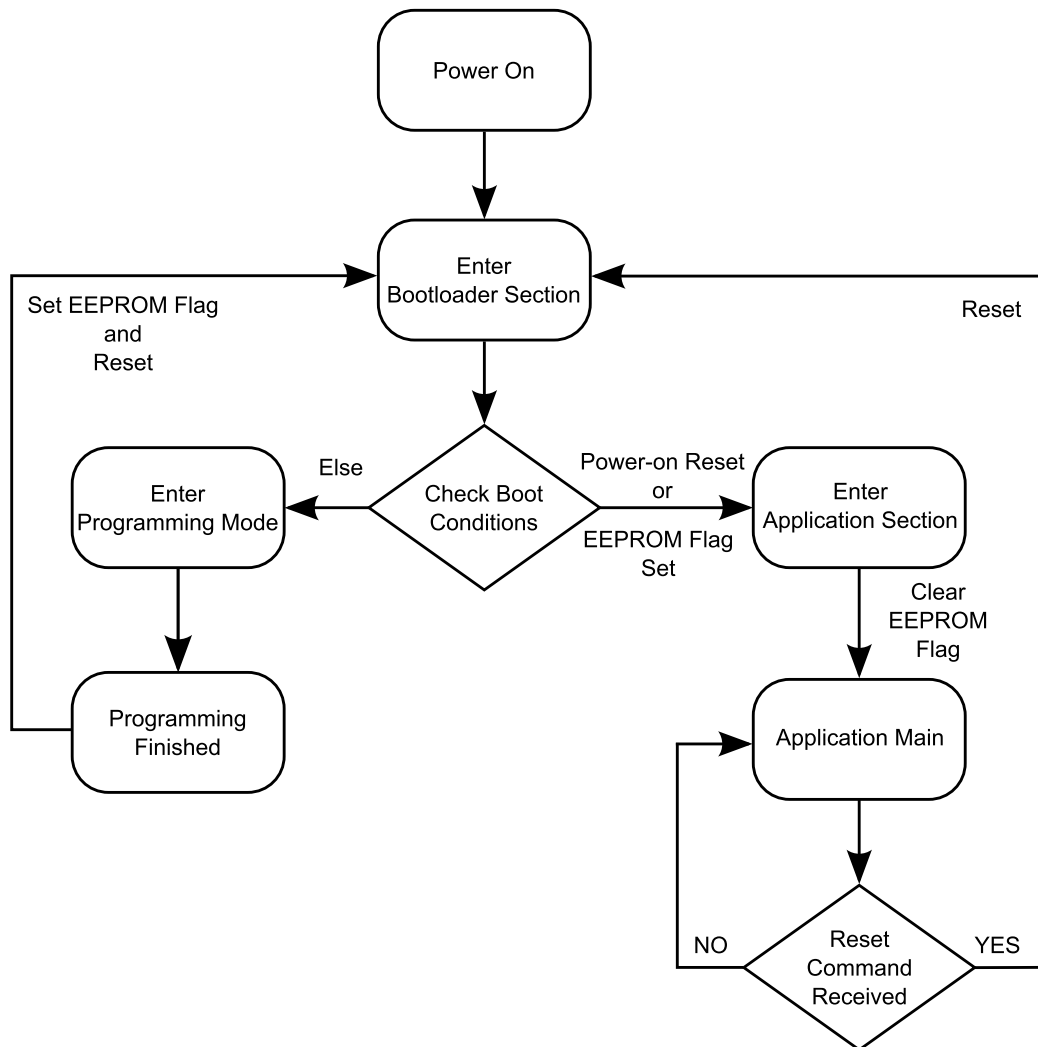 Power On
Enter
Bootloader Section
Set EEPROM Flag
and
Reset
Reset
Else
Power-on Reset
or
EEPROM Flag
Set
Check Boot
Conditions
Enter
Programming Mode
Enter
Application Section
Clear
EEPROM
Flag
Programming
Finished
Application Main
NO
YES
Reset
Command
Received